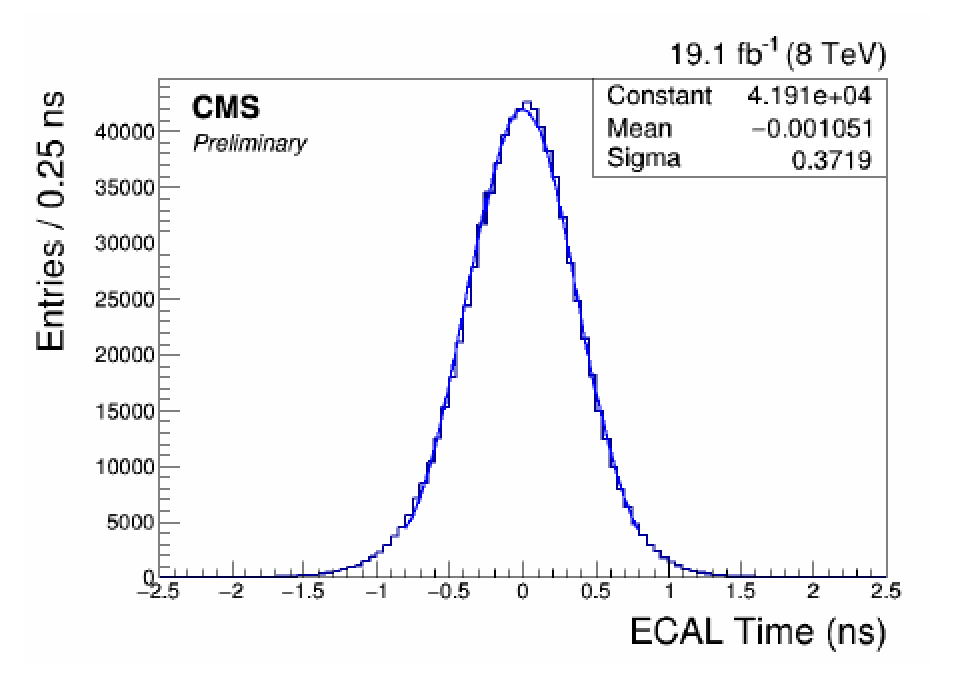 19.1 fb⁻¹ (8 TeV)
CMS
Preliminary
Constant 4.191e+04
Mean −0.001051
Sigma 0.3719
Entries / 0.25 ns
40000
35000
30000
25000
20000
15000
10000
5000
0
−2.5 −2 −1.5 −1 −0.5 0 0.5 1 1.5 2 2.5
ECAL Time (ns)